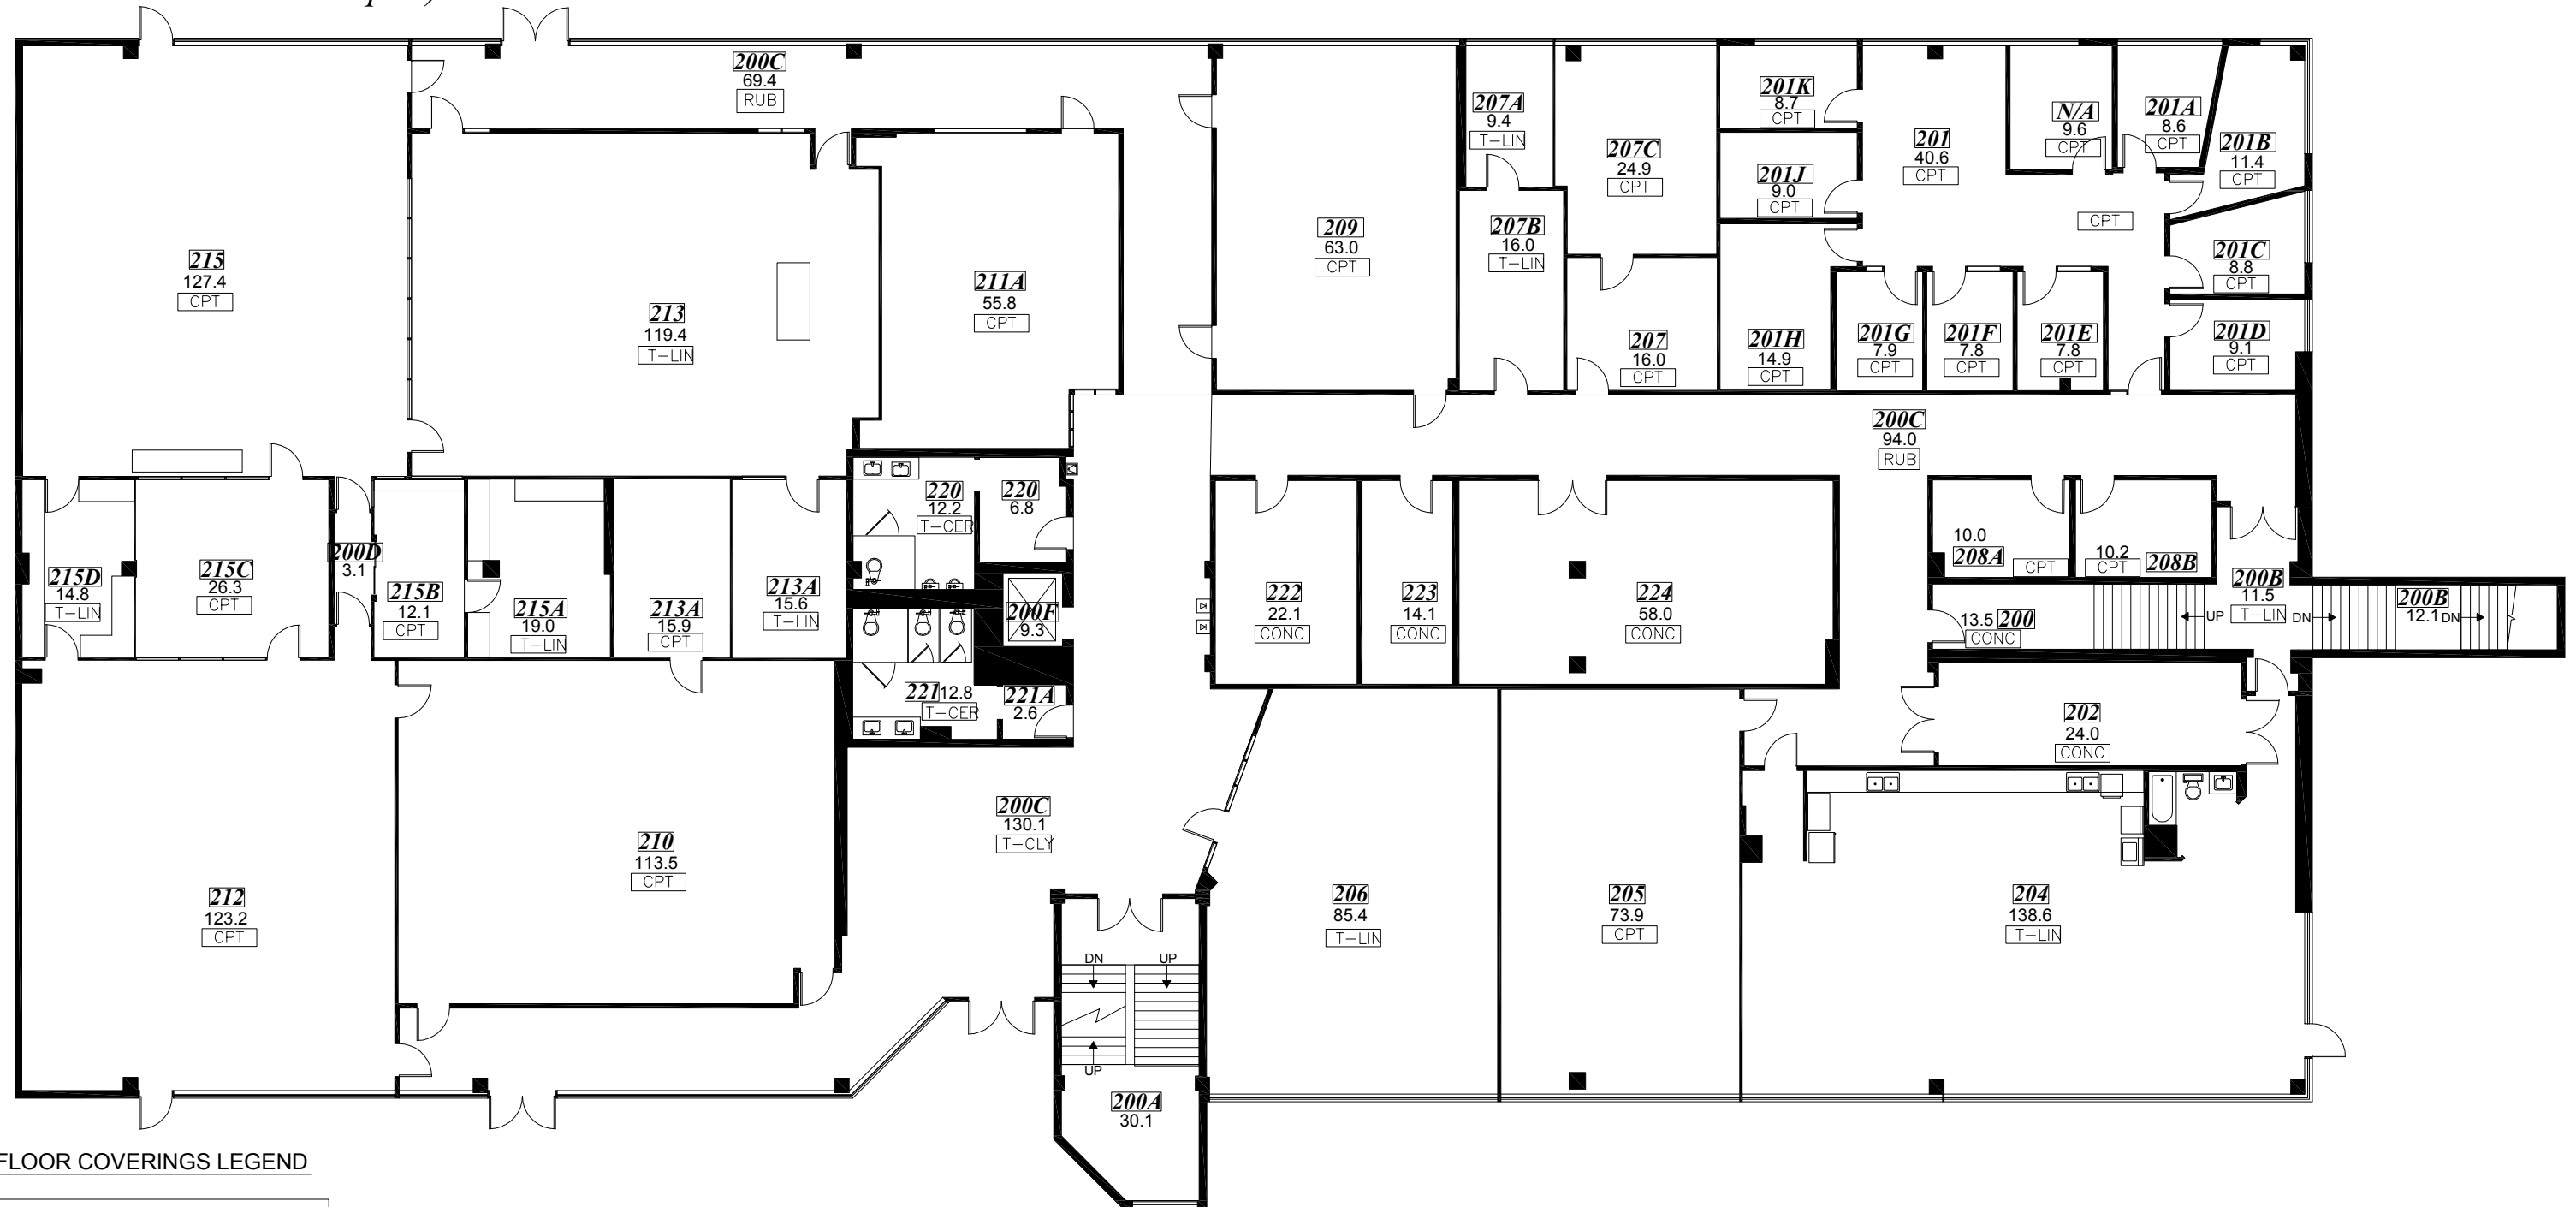 200C
69.4
RUB
215
127.4
CPT
213
119.4
T-LIN
211A
55.8
CPT
209
63.0
CPT
207A
9.4
T-LIN
207B
16.0
T-LIN
207C
24.9
CPT
207
16.0
CPT
201K
8.7
CPT
201J
9.0
CPT
201H
14.9
CPT
201
40.6
CPT
N/A
9.6
CPT
201A
8.6
CPT
201B
11.4
CPT
CPT
201C
8.8
CPT
201D
9.1
CPT
201G
7.9
CPT
201F
7.8
CPT
201E
7.8
CPT
200C
94.0
RUB
215D
14.8
T-LIN
215C
26.3
CPT
200D
3.1
215B
12.1
CPT
215A
19.0
T-LIN
213A
15.9
CPT
213A
15.6
T-LIN
220
12.2
T-CER
220
6.8
200F
9.3
221 12.8
T-CER
221A
2.6
222
22.1
CONC
223
14.1
CONC
224
58.0
CONC
10.0
208A
CPT
10.2
208B
CPT
200B
11.5
T-LIN
13.5 200
CONC
UP
DN
200B
12.1
DN
202
24.0
CONC
212
123.2
CPT
210
113.5
CPT
200C
130.1
T-CLY
206
85.4
T-LIN
205
73.9
CPT
204
138.6
T-LIN
DN
UP
UP
200A
30.1
FLOOR COVERINGS LEGEND